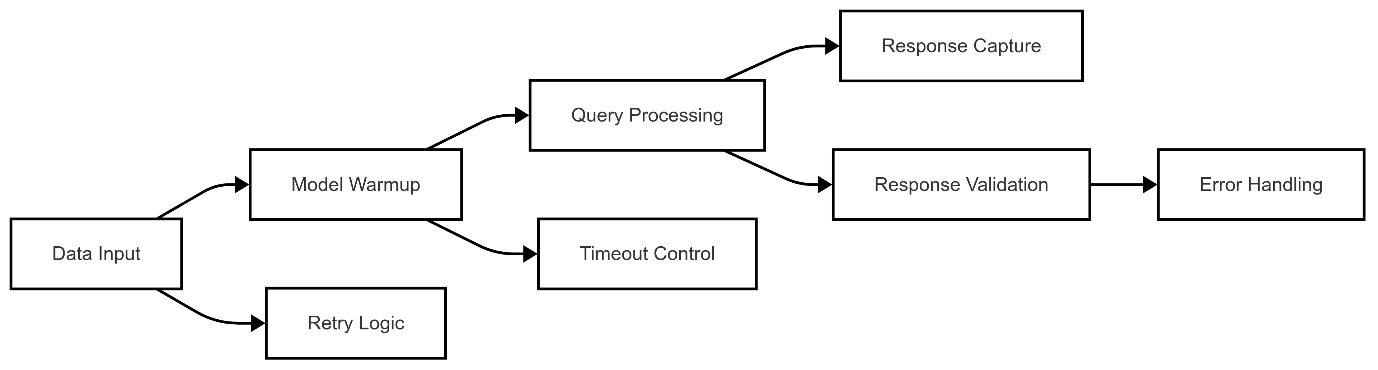 Response Capture
Query Processing
Model Warmup
Response Validation
Error Handling
Data Input
Timeout Control
Retry Logic